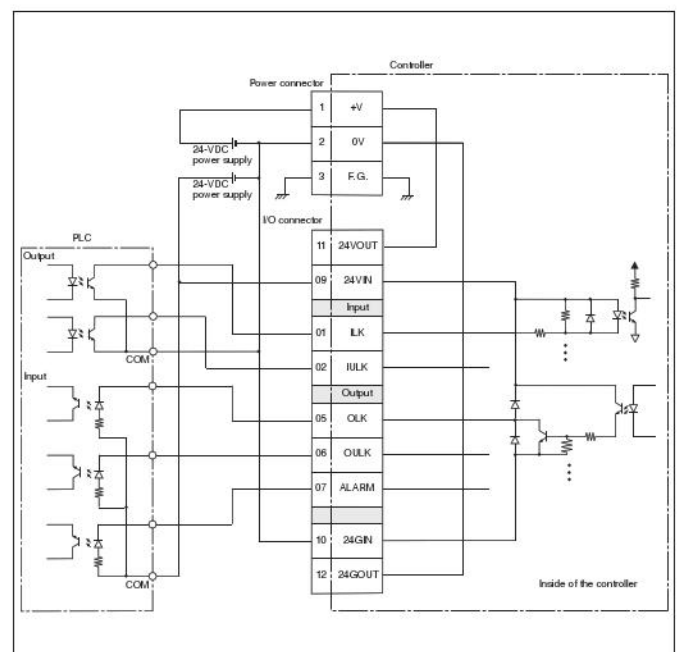 Controller
Power connector
1 +V
24-VDC
power supply
2 0V
24-VDC
power supply
3 F.G.
I/O connector
PLC
Output
11 24VOUT
09 24VIN
Input
01 ILK
COM
02 IULK
Input
Output
05 OLK
06 OULK
07 ALARM
10 24GIN
COM
12 24GOUT
Inside of the controller